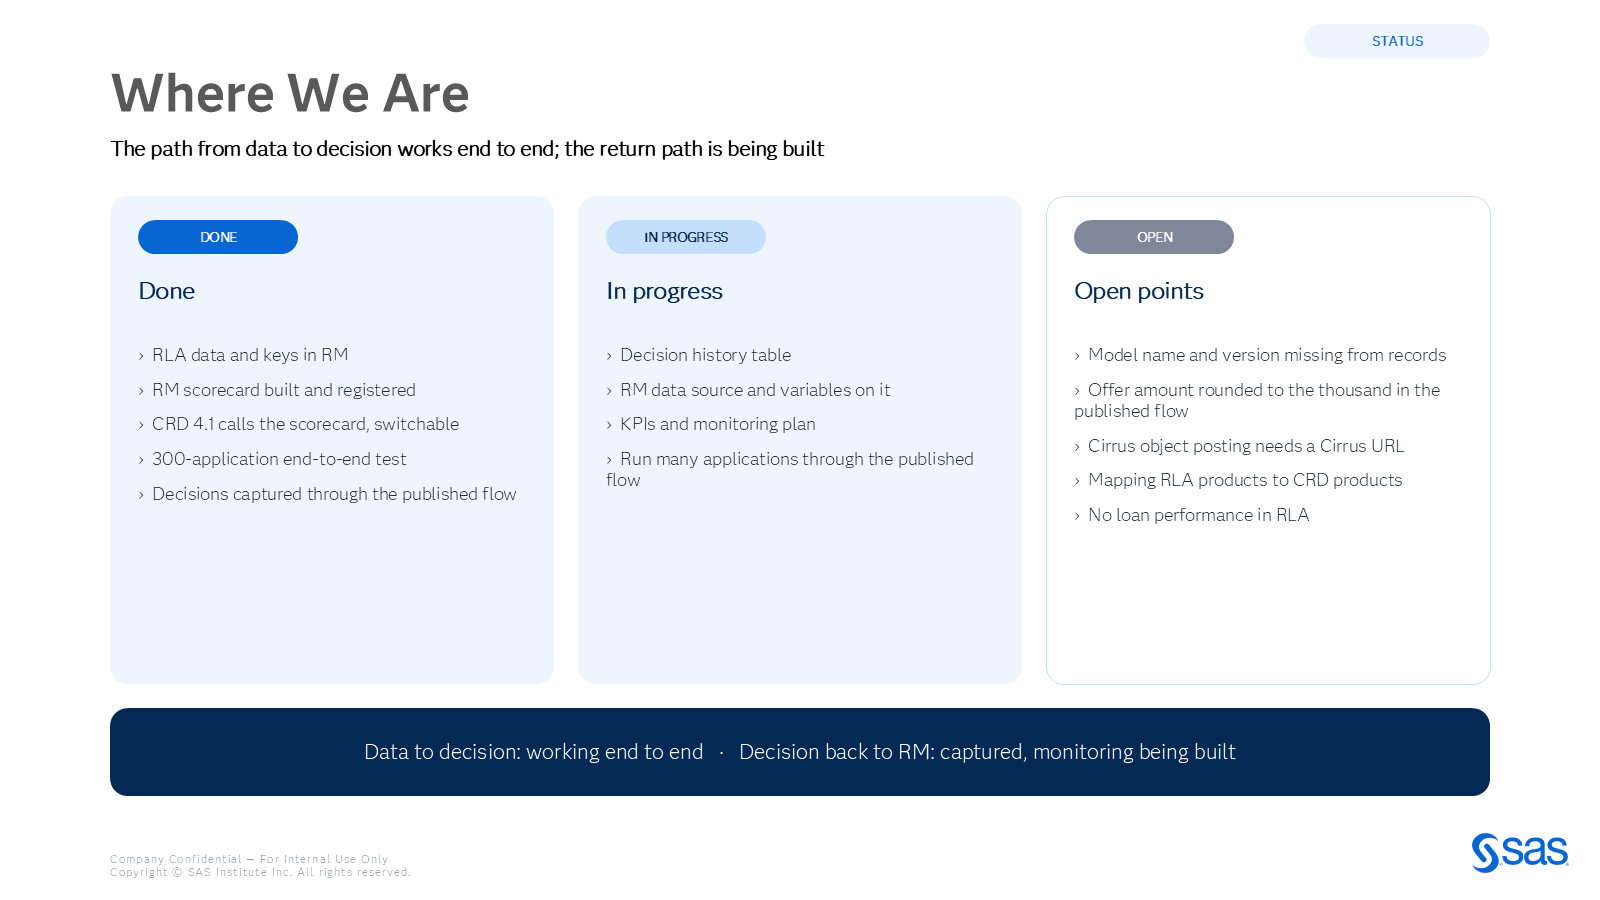 STATUS
Where We Are
The path from data to decision works end to end; the return path is being built
DONE
Done
› RLA data and keys in RM
› RM scorecard built and registered
› CRD 4.1 calls the scorecard, switchable
› 300-application end-to-end test
› Decisions captured through the published flow
IN PROGRESS
In progress
› Decision history table
› RM data source and variables on it
› KPIs and monitoring plan
› Run many applications through the published
flow
OPEN
Open points
› Model name and version missing from records
› Offer amount rounded to the thousand in the
published flow
› Cirrus object posting needs a Cirrus URL
› Mapping RLA products to CRD products
› No loan performance in RLA
Data to decision: working end to end · Decision back to RM: captured, monitoring being built
Company Confidential – For Internal Use Only
Copyright © SAS Institute Inc. All rights reserved.
sas